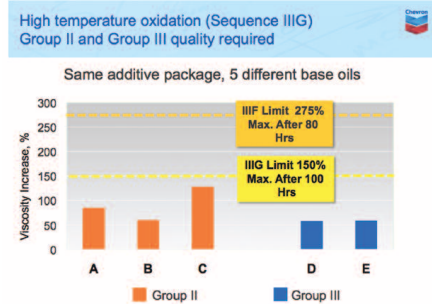 High temperature oxidation (Sequence IIIG)
Group II and Group III quality required
Chevron
Same additive package, 5 different base oils
Viscosity Increase, %
300
250
200
150
100
50
0
IIIF Limit 275%
Max. After 80
Hrs
IIIG Limit 150%
Max. After 100
Hrs
A B C D E
Group II Group III